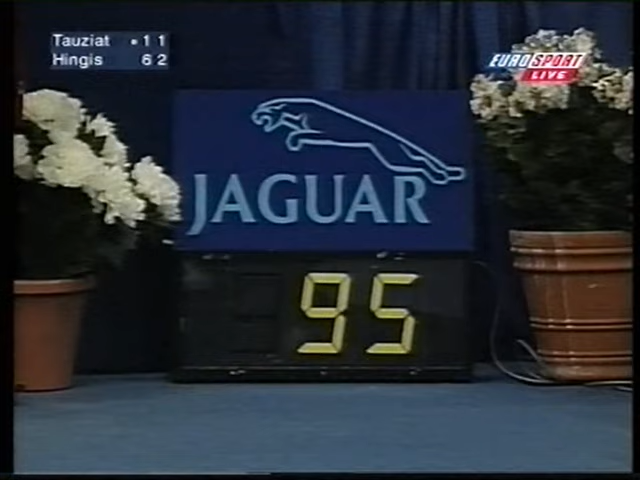 Tauziat • 1 1
Hingis 6 2
EUROSPORT
LIVE
JAGUAR
95